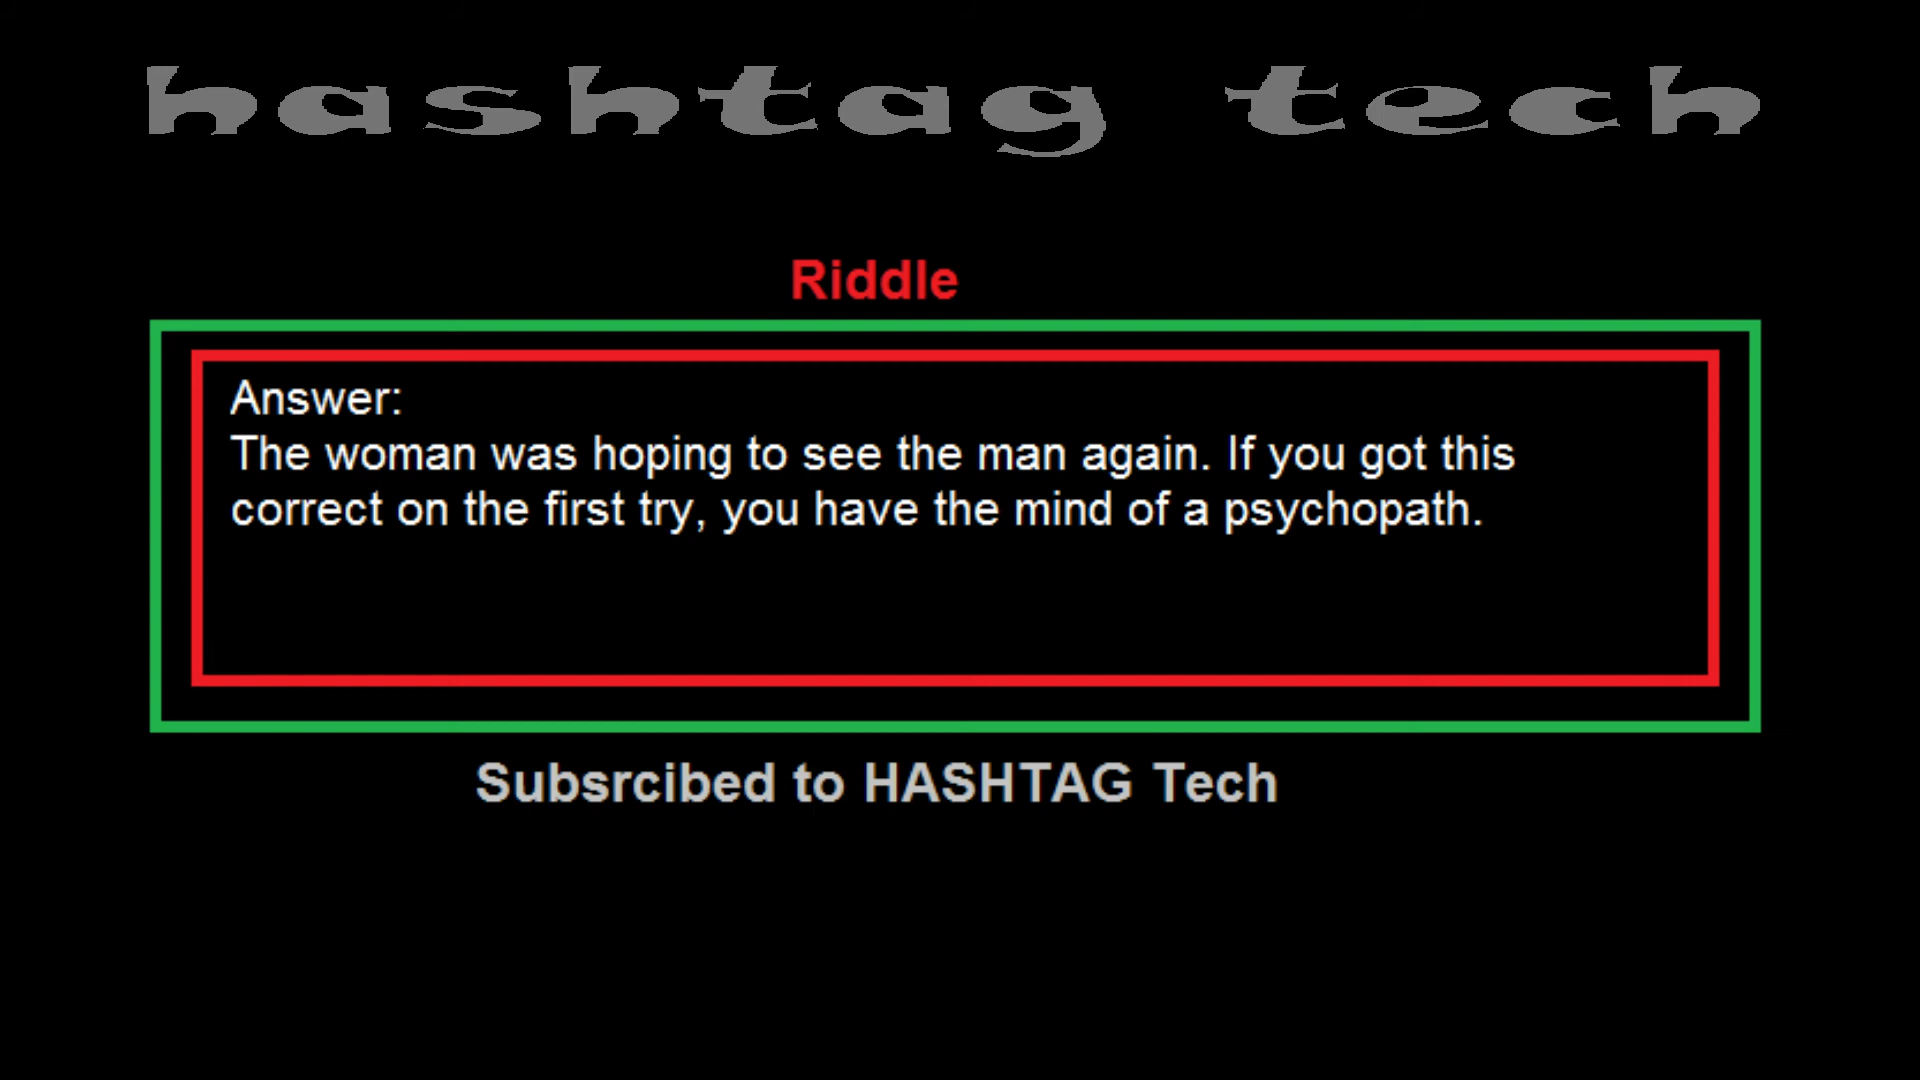 hashtag tech
Riddle
Answer:
The woman was hoping to see the man again. If you got this
correct on the first try, you have the mind of a psychopath.
Subsrcibed to HASHTAG Tech